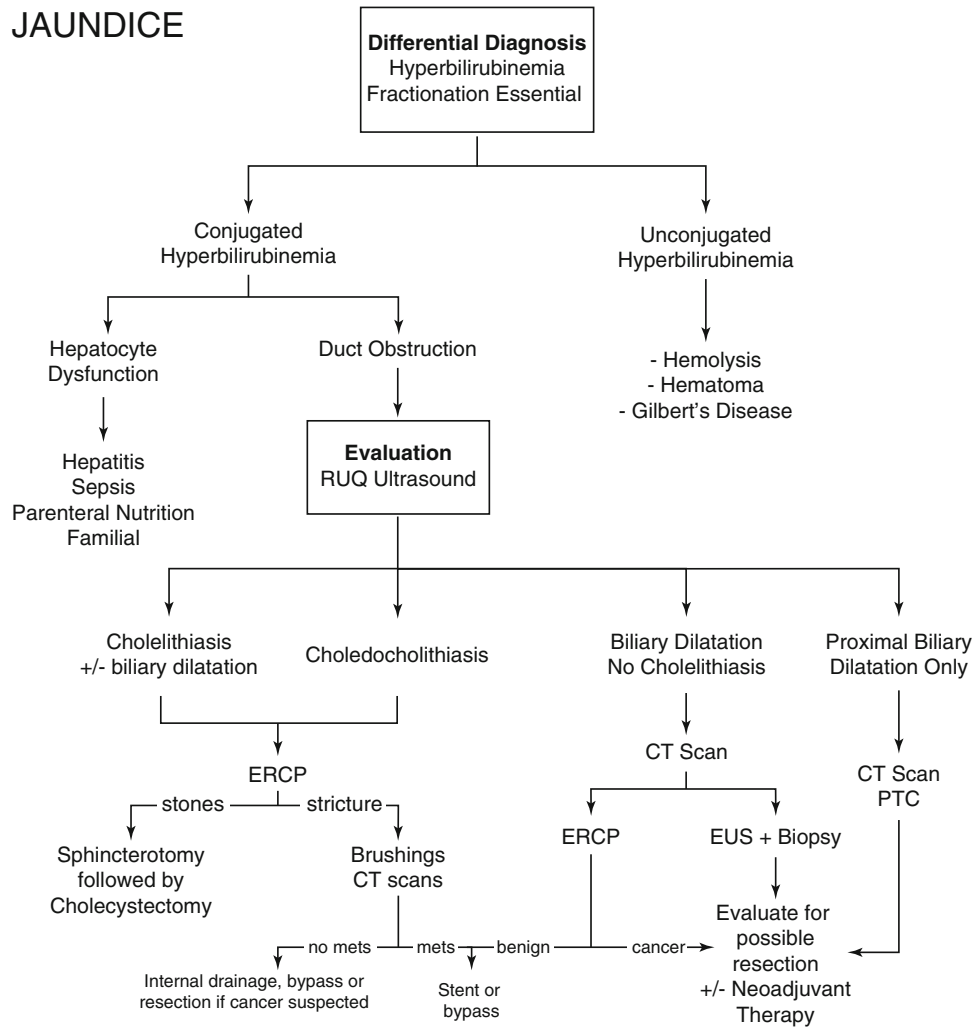 JAUNDICE
Differential Diagnosis
Hyperbilirubinemia
Fractionation Essential
Conjugated
Hyperbilirubinemia
Unconjugated
Hyperbilirubinemia
Hepatocyte
Dysfunction
Duct Obstruction
- Hemolysis
- Hematoma
- Gilbert's Disease
Hepatitis
Sepsis
Parenteral Nutrition
Familial
Evaluation
RUQ Ultrasound
Cholelithiasis
+/- biliary dilatation
Choledocholithiasis
Biliary Dilatation
No Cholelithiasis
Proximal Biliary
Dilatation Only
ERCP
CT Scan
CT Scan
PTC
stones
stricture
Sphincterotomy
followed by
Cholecystectomy
Brushings
CT scans
ERCP
EUS + Biopsy
no mets
mets
benign
cancer
Internal drainage, bypass or
resection if cancer suspected
Stent or
bypass
Evaluate for
possible
resection
+/- Neoadjuvant
Therapy